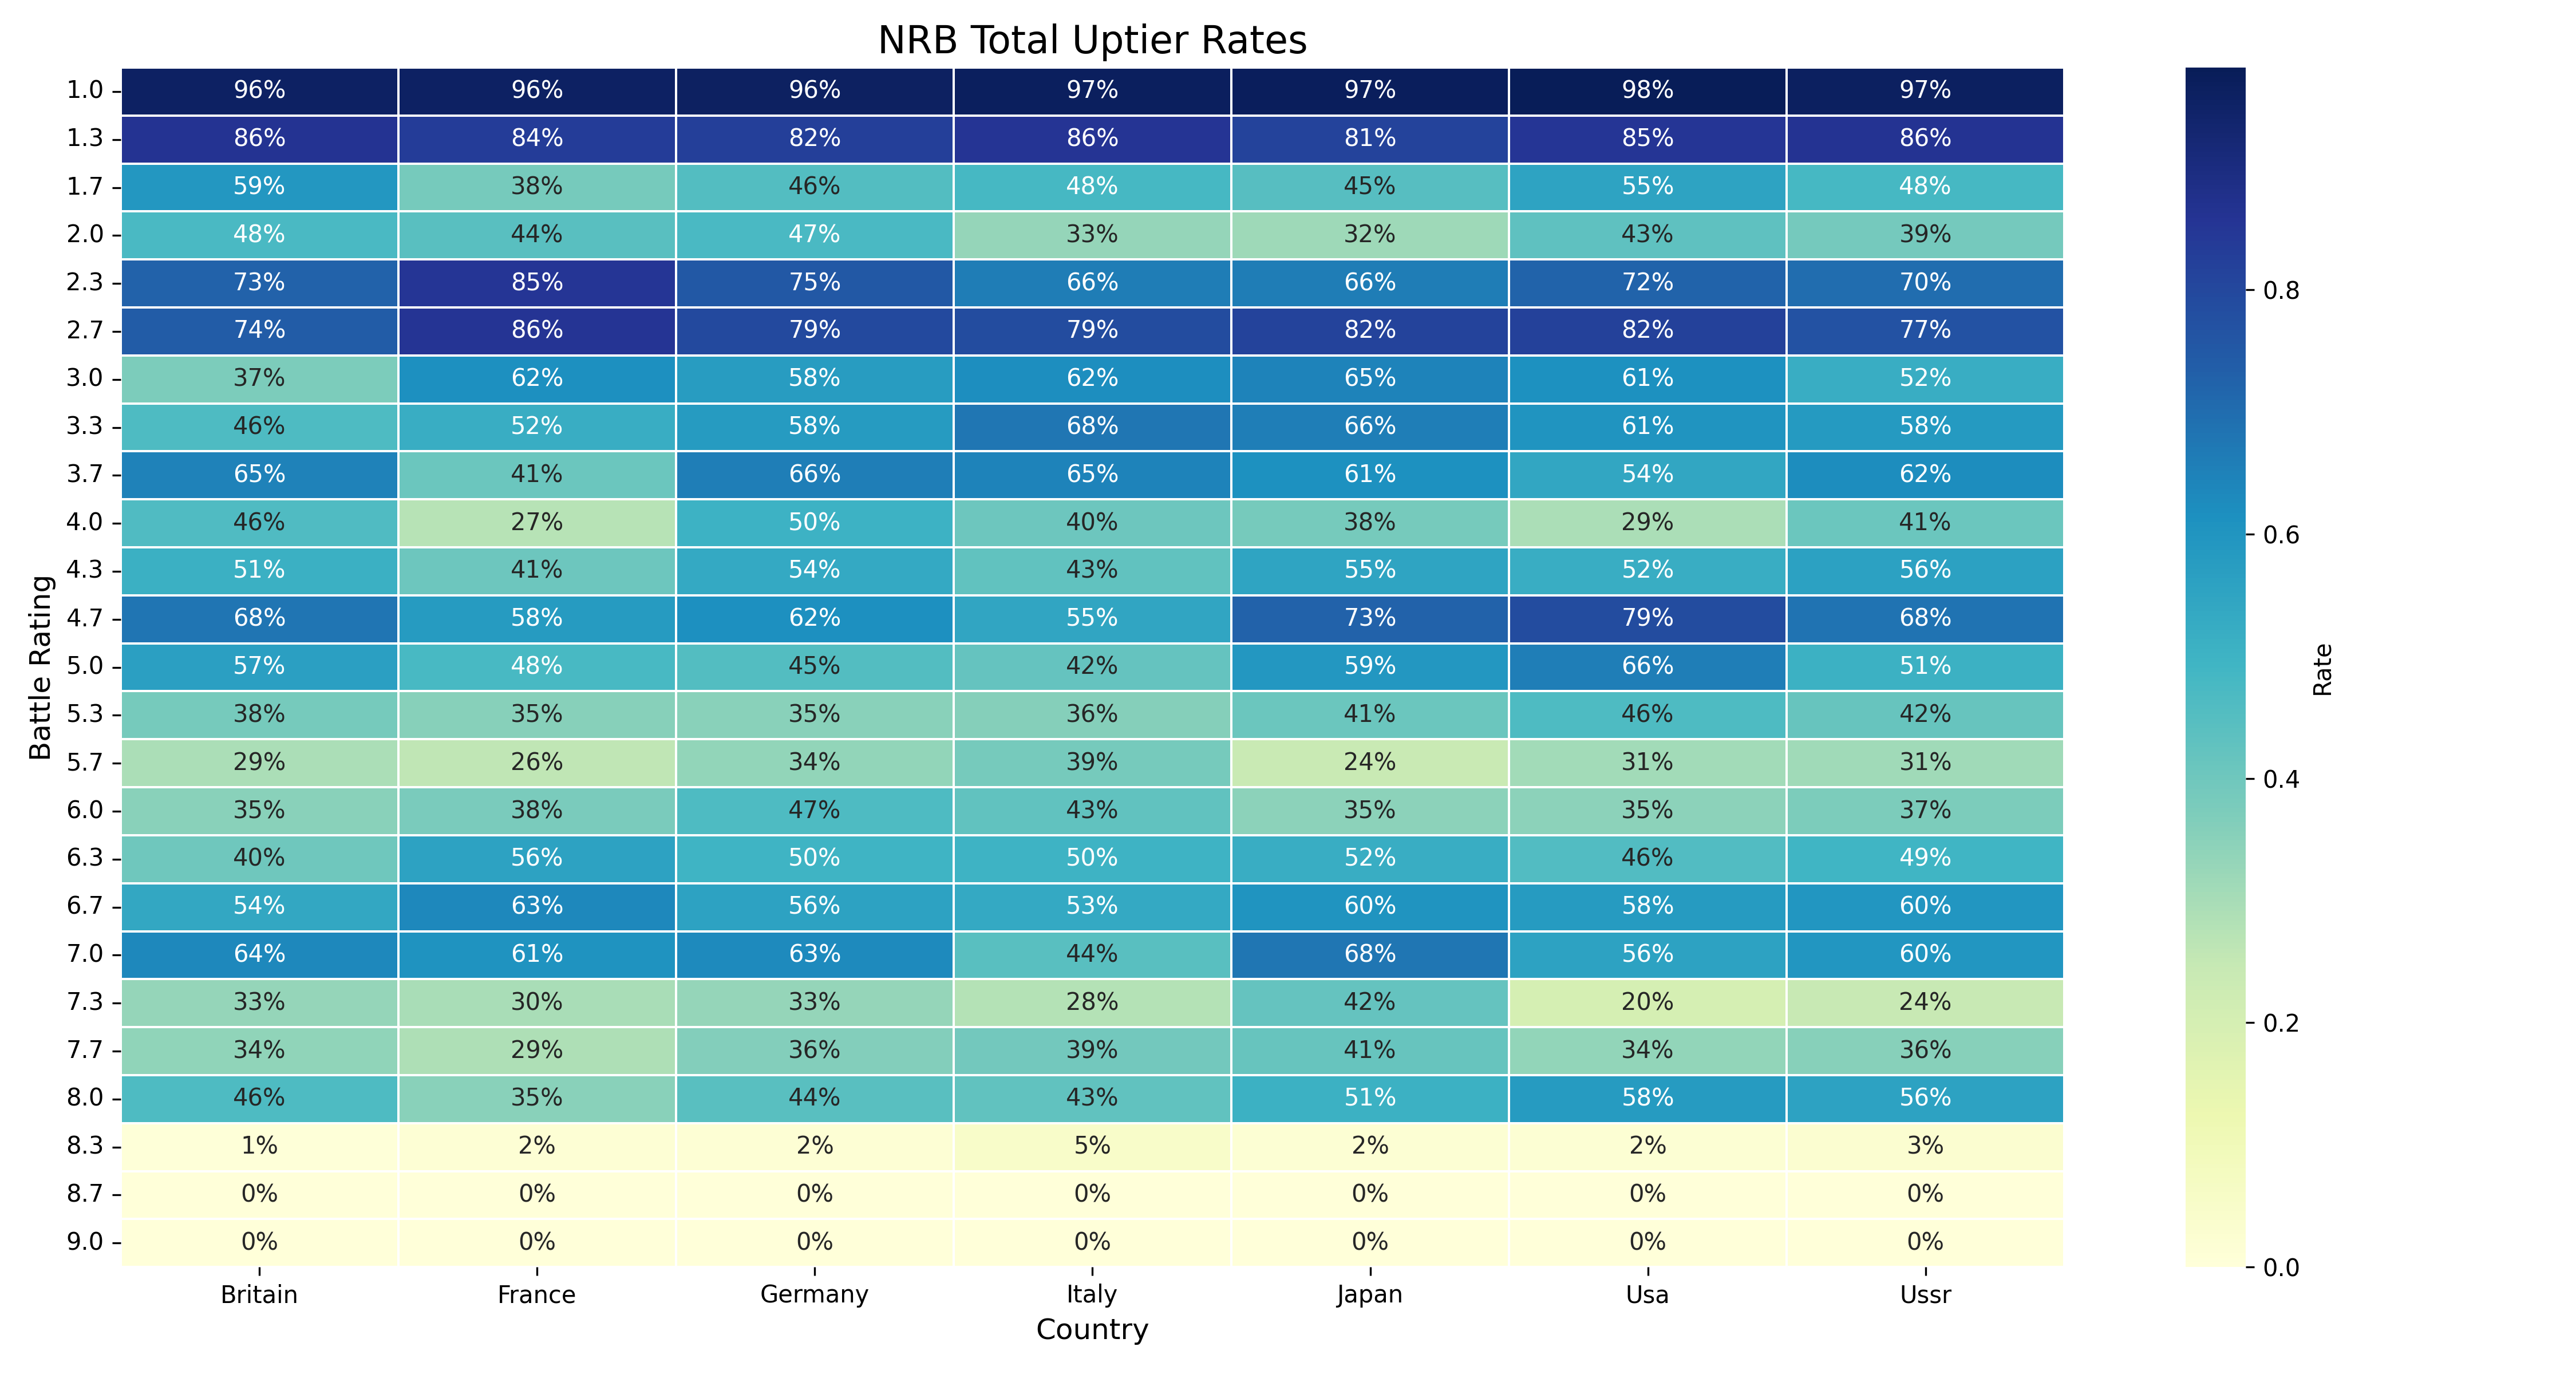 NRB Total Uptier Rates
1.0 96% 96% 96% 97% 97% 98% 97%
1.3 86% 84% 82% 86% 81% 85% 86%
1.7 59% 38% 46% 48% 45% 55% 48%
2.0 48% 44% 47% 33% 32% 43% 39%
2.3 73% 85% 75% 66% 66% 72% 70%
2.7 74% 86% 79% 79% 82% 82% 77%
3.0 37% 62% 58% 62% 65% 61% 52%
3.3 46% 52% 58% 68% 66% 61% 58%
3.7 65% 41% 66% 65% 61% 54% 62%
4.0 46% 27% 50% 40% 38% 29% 41%
4.3 51% 41% 54% 43% 55% 52% 56%
4.7 68% 58% 62% 55% 73% 79% 68%
5.0 57% 48% 45% 42% 59% 66% 51%
5.3 38% 35% 35% 36% 41% 46% 42%
5.7 29% 26% 34% 39% 24% 31% 31%
6.0 35% 38% 47% 43% 35% 35% 37%
6.3 40% 56% 50% 50% 52% 46% 49%
6.7 54% 63% 56% 53% 60% 58% 60%
7.0 64% 61% 63% 44% 68% 56% 60%
7.3 33% 30% 33% 28% 42% 20% 24%
7.7 34% 29% 36% 39% 41% 34% 36%
8.0 46% 35% 44% 43% 51% 58% 56%
8.3 1% 2% 2% 5% 2% 2% 3%
8.7 0% 0% 0% 0% 0% 0% 0%
9.0 0% 0% 0% 0% 0% 0% 0%
Britain France Germany Italy Japan Usa Ussr
Country
Battle Rating
0.8
0.6
0.4
0.2
0.0
Rate